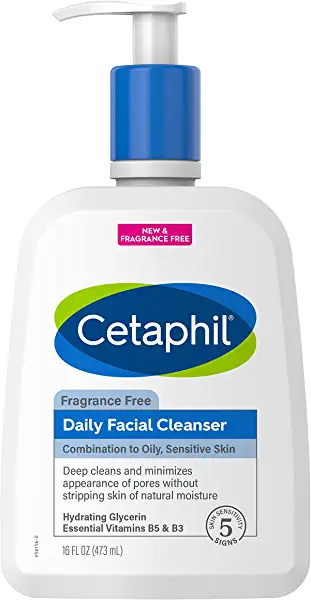 NEW &
FRAGRANCE FREE
Cetaphil®
Fragrance Free
Daily Facial Cleanser
Combination to Oily, Sensitive Skin
Deep cleans and minimizes
appearance of pores without
stripping skin of natural moisture
Hydrating Glycerin
Essential Vitamins B5 & B3
SKIN SENSITIVITY
5
SIGNS
16 FL OZ (473 mL)